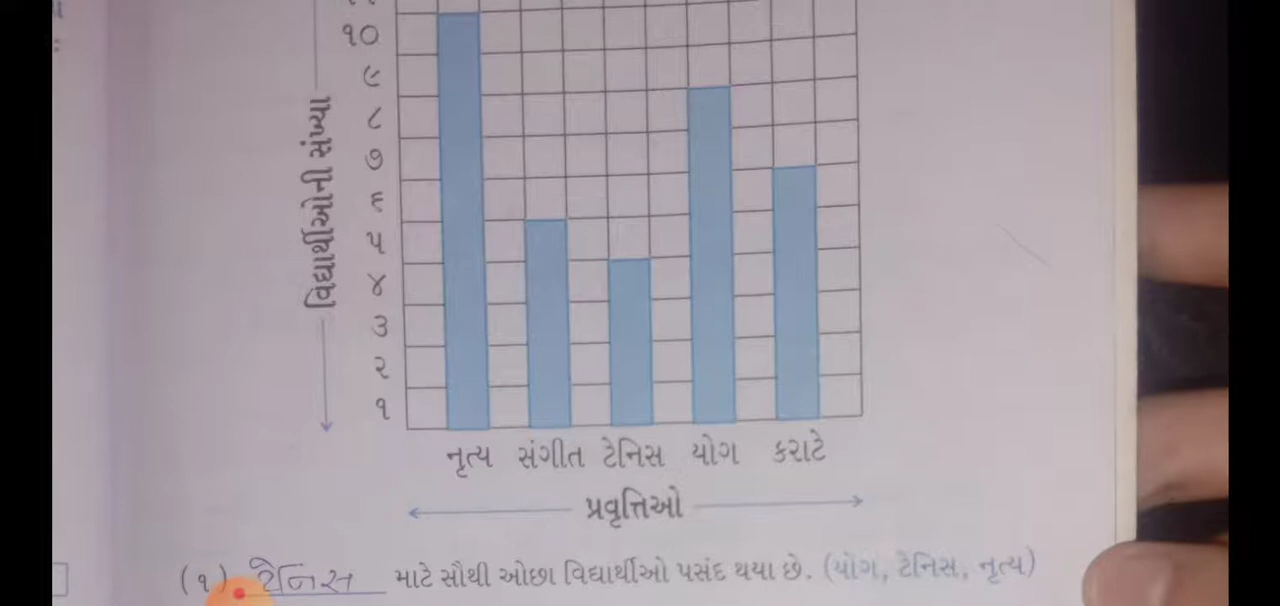 ૧૦
૯
૮
૭
૬
૫
૪
૩
૨
૧
વિદ્યાર્થીઓની સંખ્યા
નૃત્ય સંગીત ટેનિસ યોગ કરાટે
પ્રવૃત્તિઓ
(૧) ટેનિસ માટે સૌથી ઓછા વિદ્યાર્થીઓ પસંદ થયા છે. (યોગ, ટેનિસ, નૃત્ય)